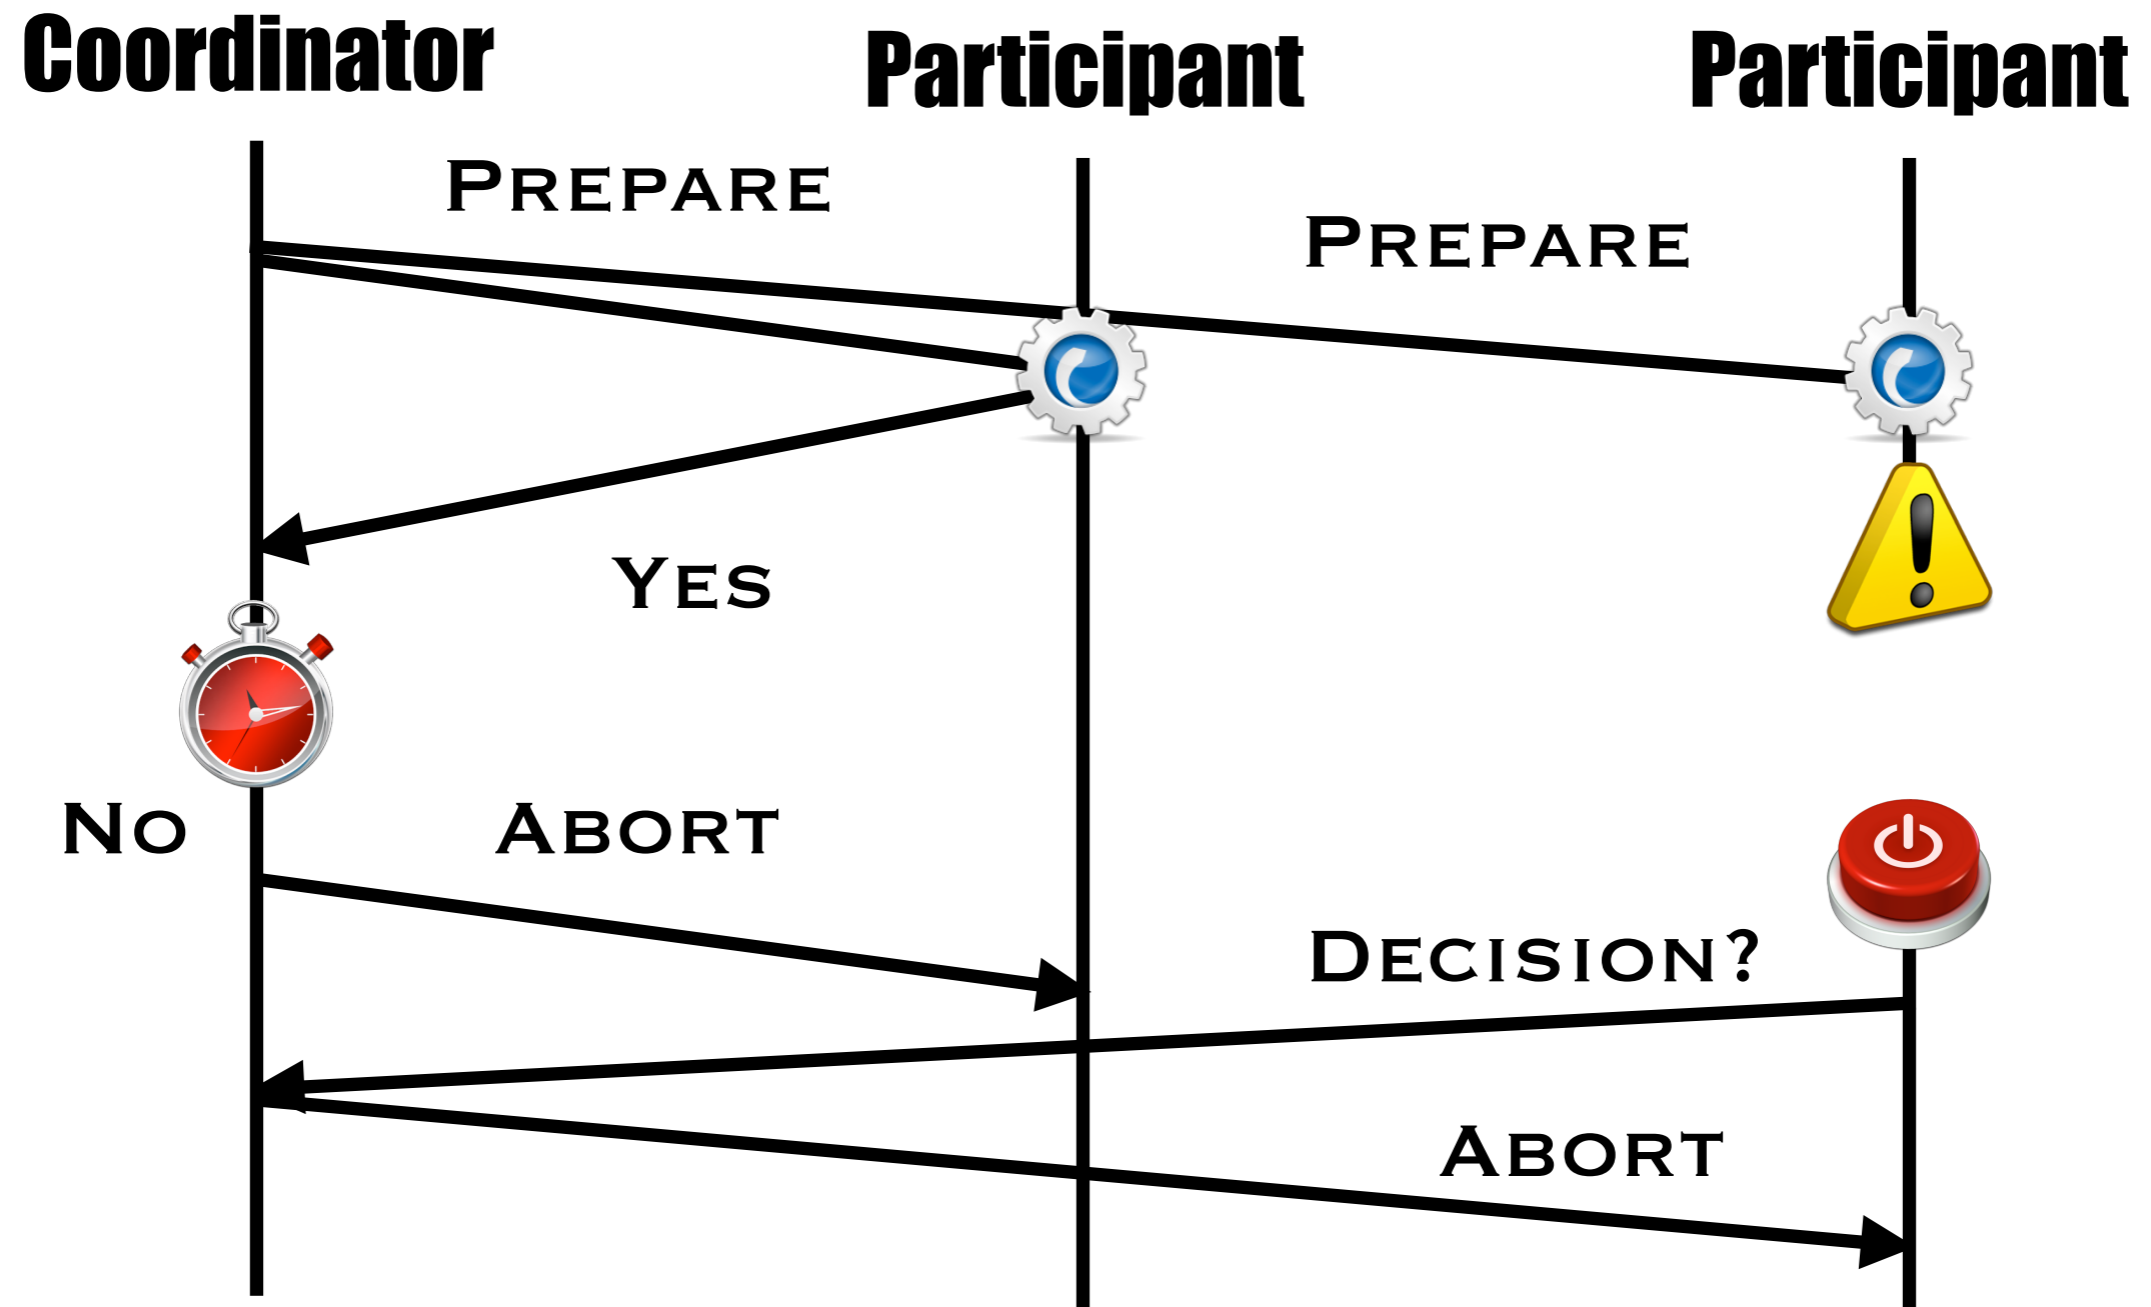 Coordinator
Participant
Participant
PREPARE
PREPARE
YES
NO
ABORT
DECISION?
ABORT